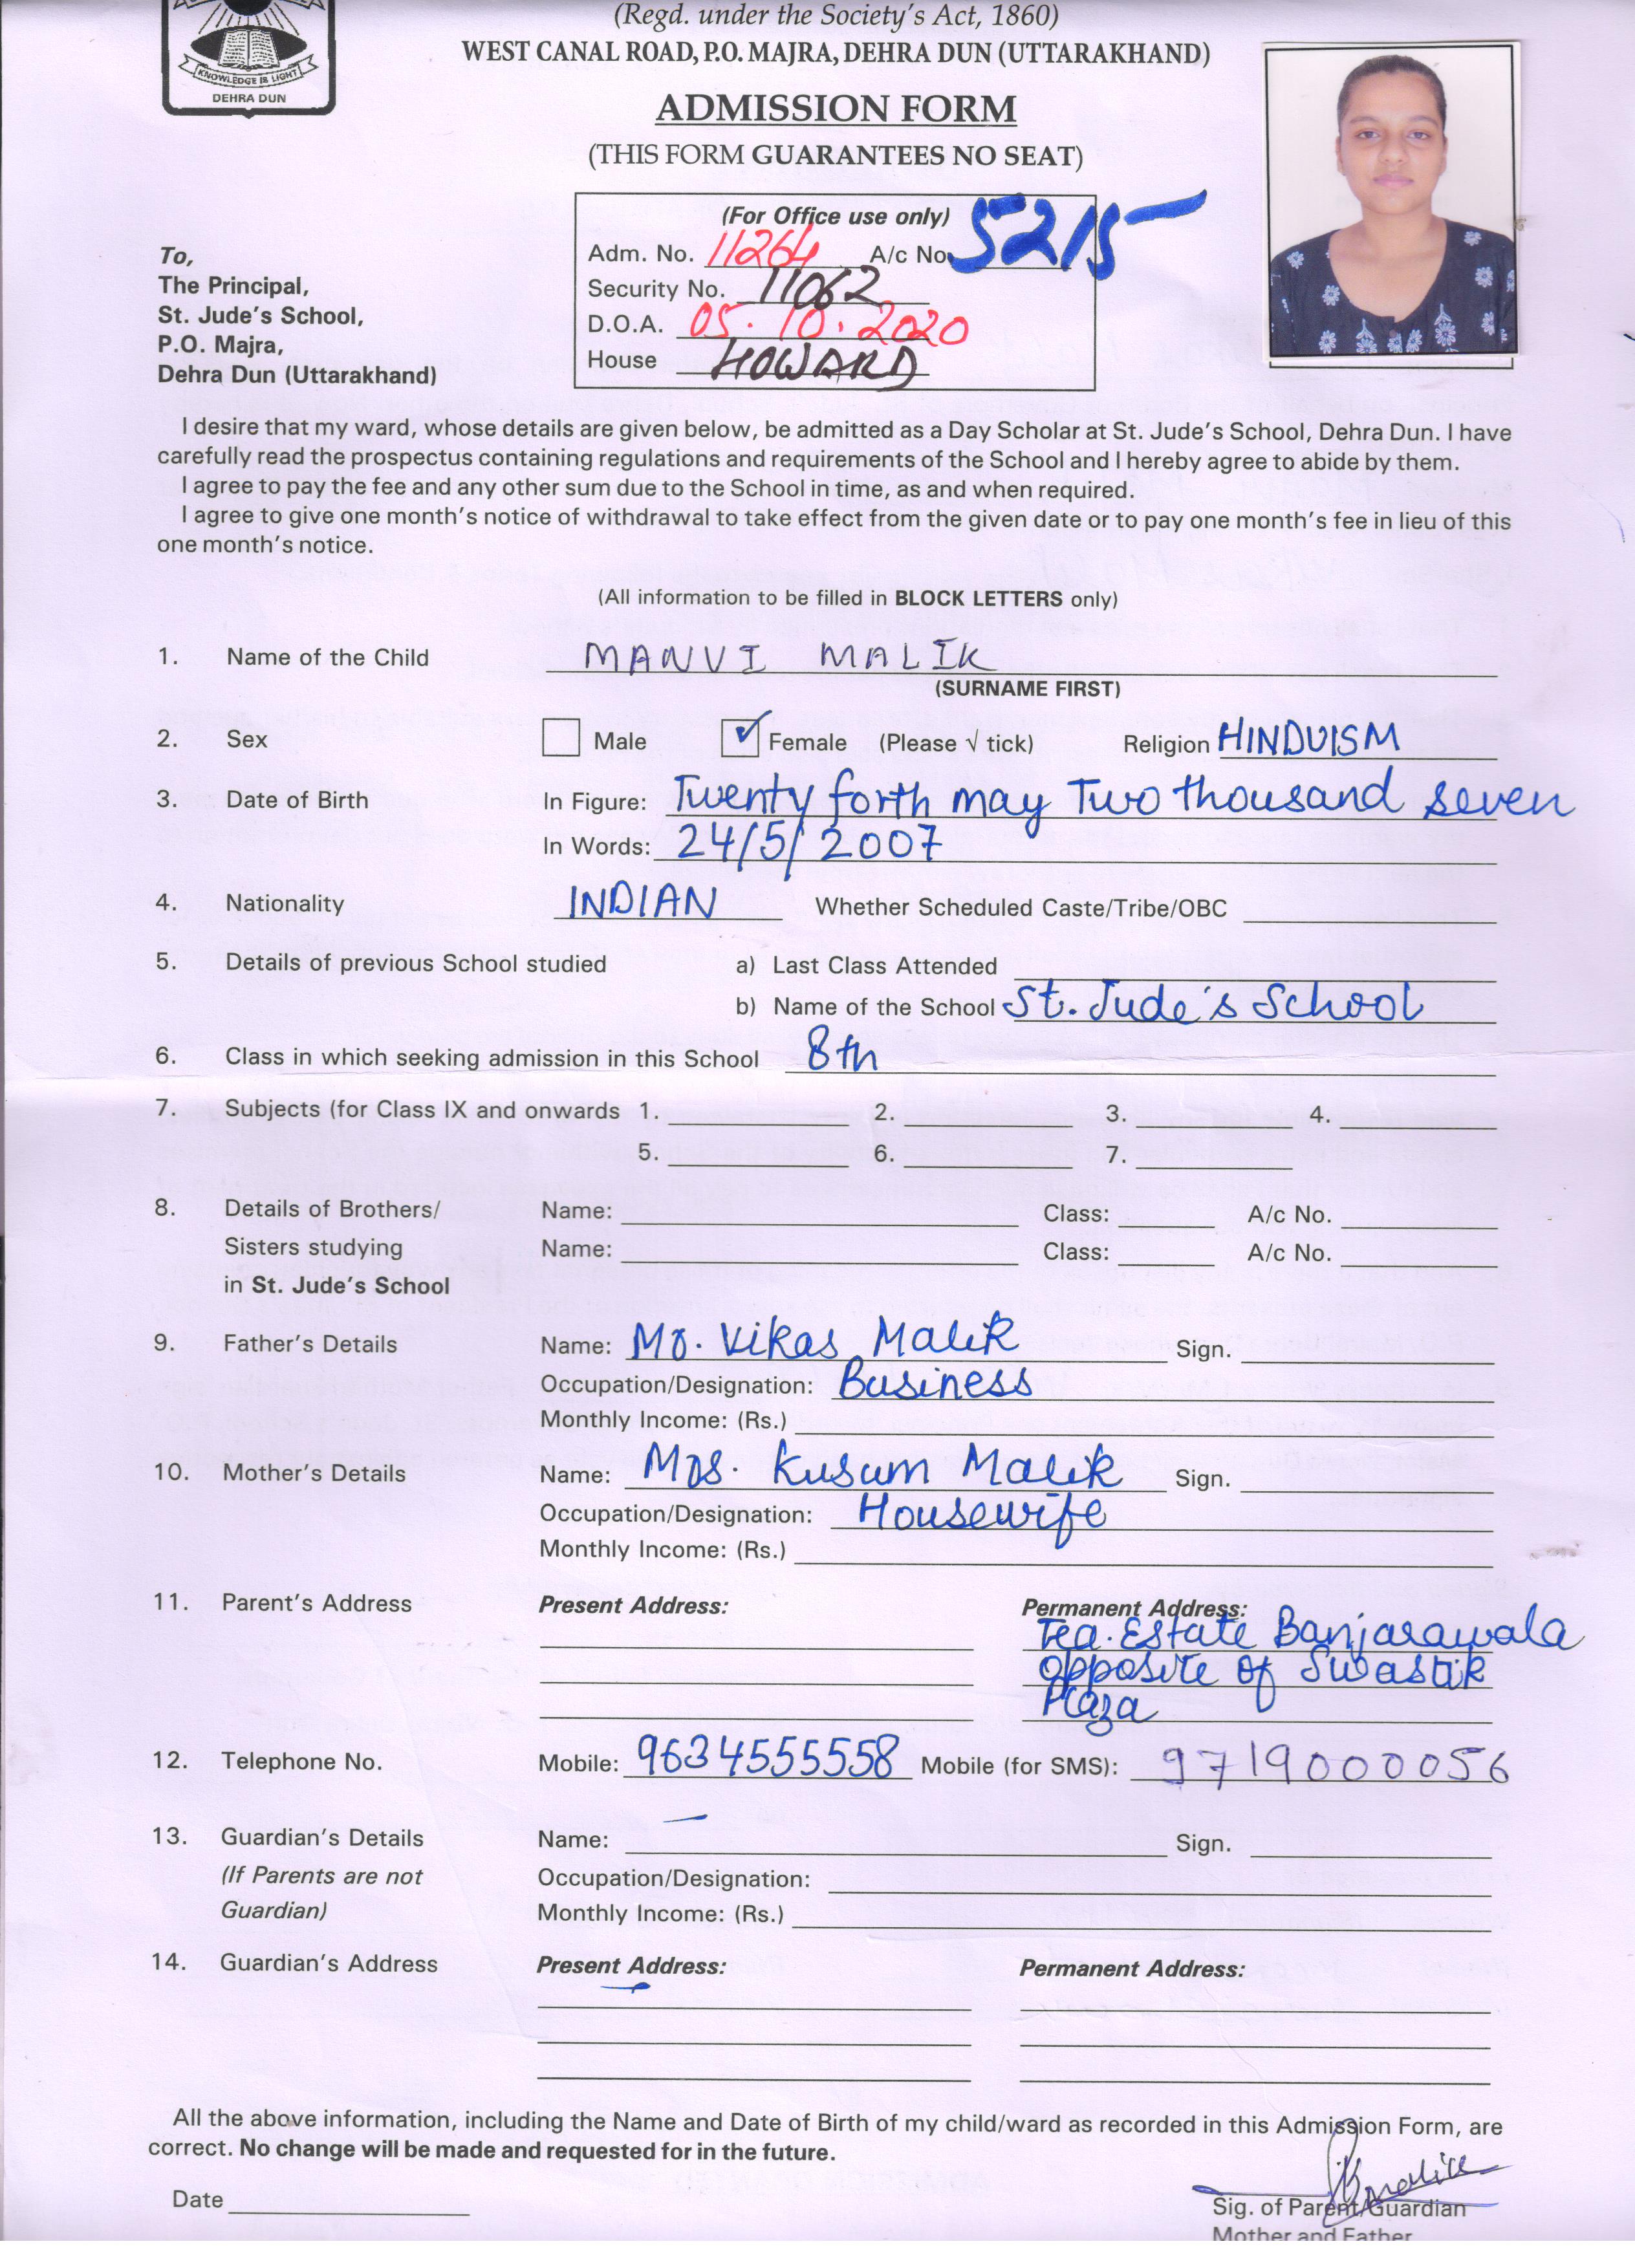 KNOWLEDGE IS LIGHT
DEHRA DUN
(Regd. under the Society's Act, 1860)
WEST CANAL ROAD, P.O. MAJRA, DEHRA DUN (UTTARAKHAND)
ADMISSION FORM
(THIS FORM GUARANTEES NO SEAT)
(For Office use only)
Adm. No. 11264 A/c No. 5215
Security No. 11062
D.O.A. 05.10.2020
House HOWARD
To,
The Principal,
St. Jude's School,
P.O. Majra,
Dehra Dun (Uttarakhand)
I desire that my ward, whose details are given below, be admitted as a Day Scholar at St. Jude's School, Dehra Dun. I have
carefully read the prospectus containing regulations and requirements of the School and I hereby agree to abide by them.
I agree to pay the fee and any other sum due to the School in time, as and when required.
I agree to give one month's notice of withdrawal to take effect from the given date or to pay one month's fee in lieu of this
one month's notice.
(All information to be filled in BLOCK LETTERS only)
1. Name of the Child MANVI MALIK
(SURNAME FIRST)
2. Sex Male ✓ Female (Please √ tick) Religion HINDUISM
3. Date of Birth In Figure: Twenty forth may Two thousand seven
In Words: 24/5/2007
4. Nationality INDIAN Whether Scheduled Caste/Tribe/OBC
5. Details of previous School studied a) Last Class Attended
b) Name of the School St. Jude's School
6. Class in which seeking admission in this School 8th
7. Subjects (for Class IX and onwards 1. 2. 3. 4.
5. 6. 7.
8. Details of Brothers/ Name: Class: A/c No.
Sisters studying Name: Class: A/c No.
in St. Jude's School
9. Father's Details Name: Mr. Vikas Malik Sign.
Occupation/Designation: Business
Monthly Income: (Rs.)
10. Mother's Details Name: Mrs. Kusum Malik Sign.
Occupation/Designation: Housewife
Monthly Income: (Rs.)
11. Parent's Address Present Address: Permanent Address:
Tea. Estate Banjarawala
opposite of Swastik
Plaza
12. Telephone No. Mobile: 9634555558 Mobile (for SMS): 9719000056
13. Guardian's Details Name: Sign.
(If Parents are not Occupation/Designation:
Guardian) Monthly Income: (Rs.)
14. Guardian's Address Present Address: Permanent Address:
All the above information, including the Name and Date of Birth of my child/ward as recorded in this Admission Form, are
correct. No change will be made and requested for in the future.
Date
Sig. of Parent/Guardian
Mother and Father